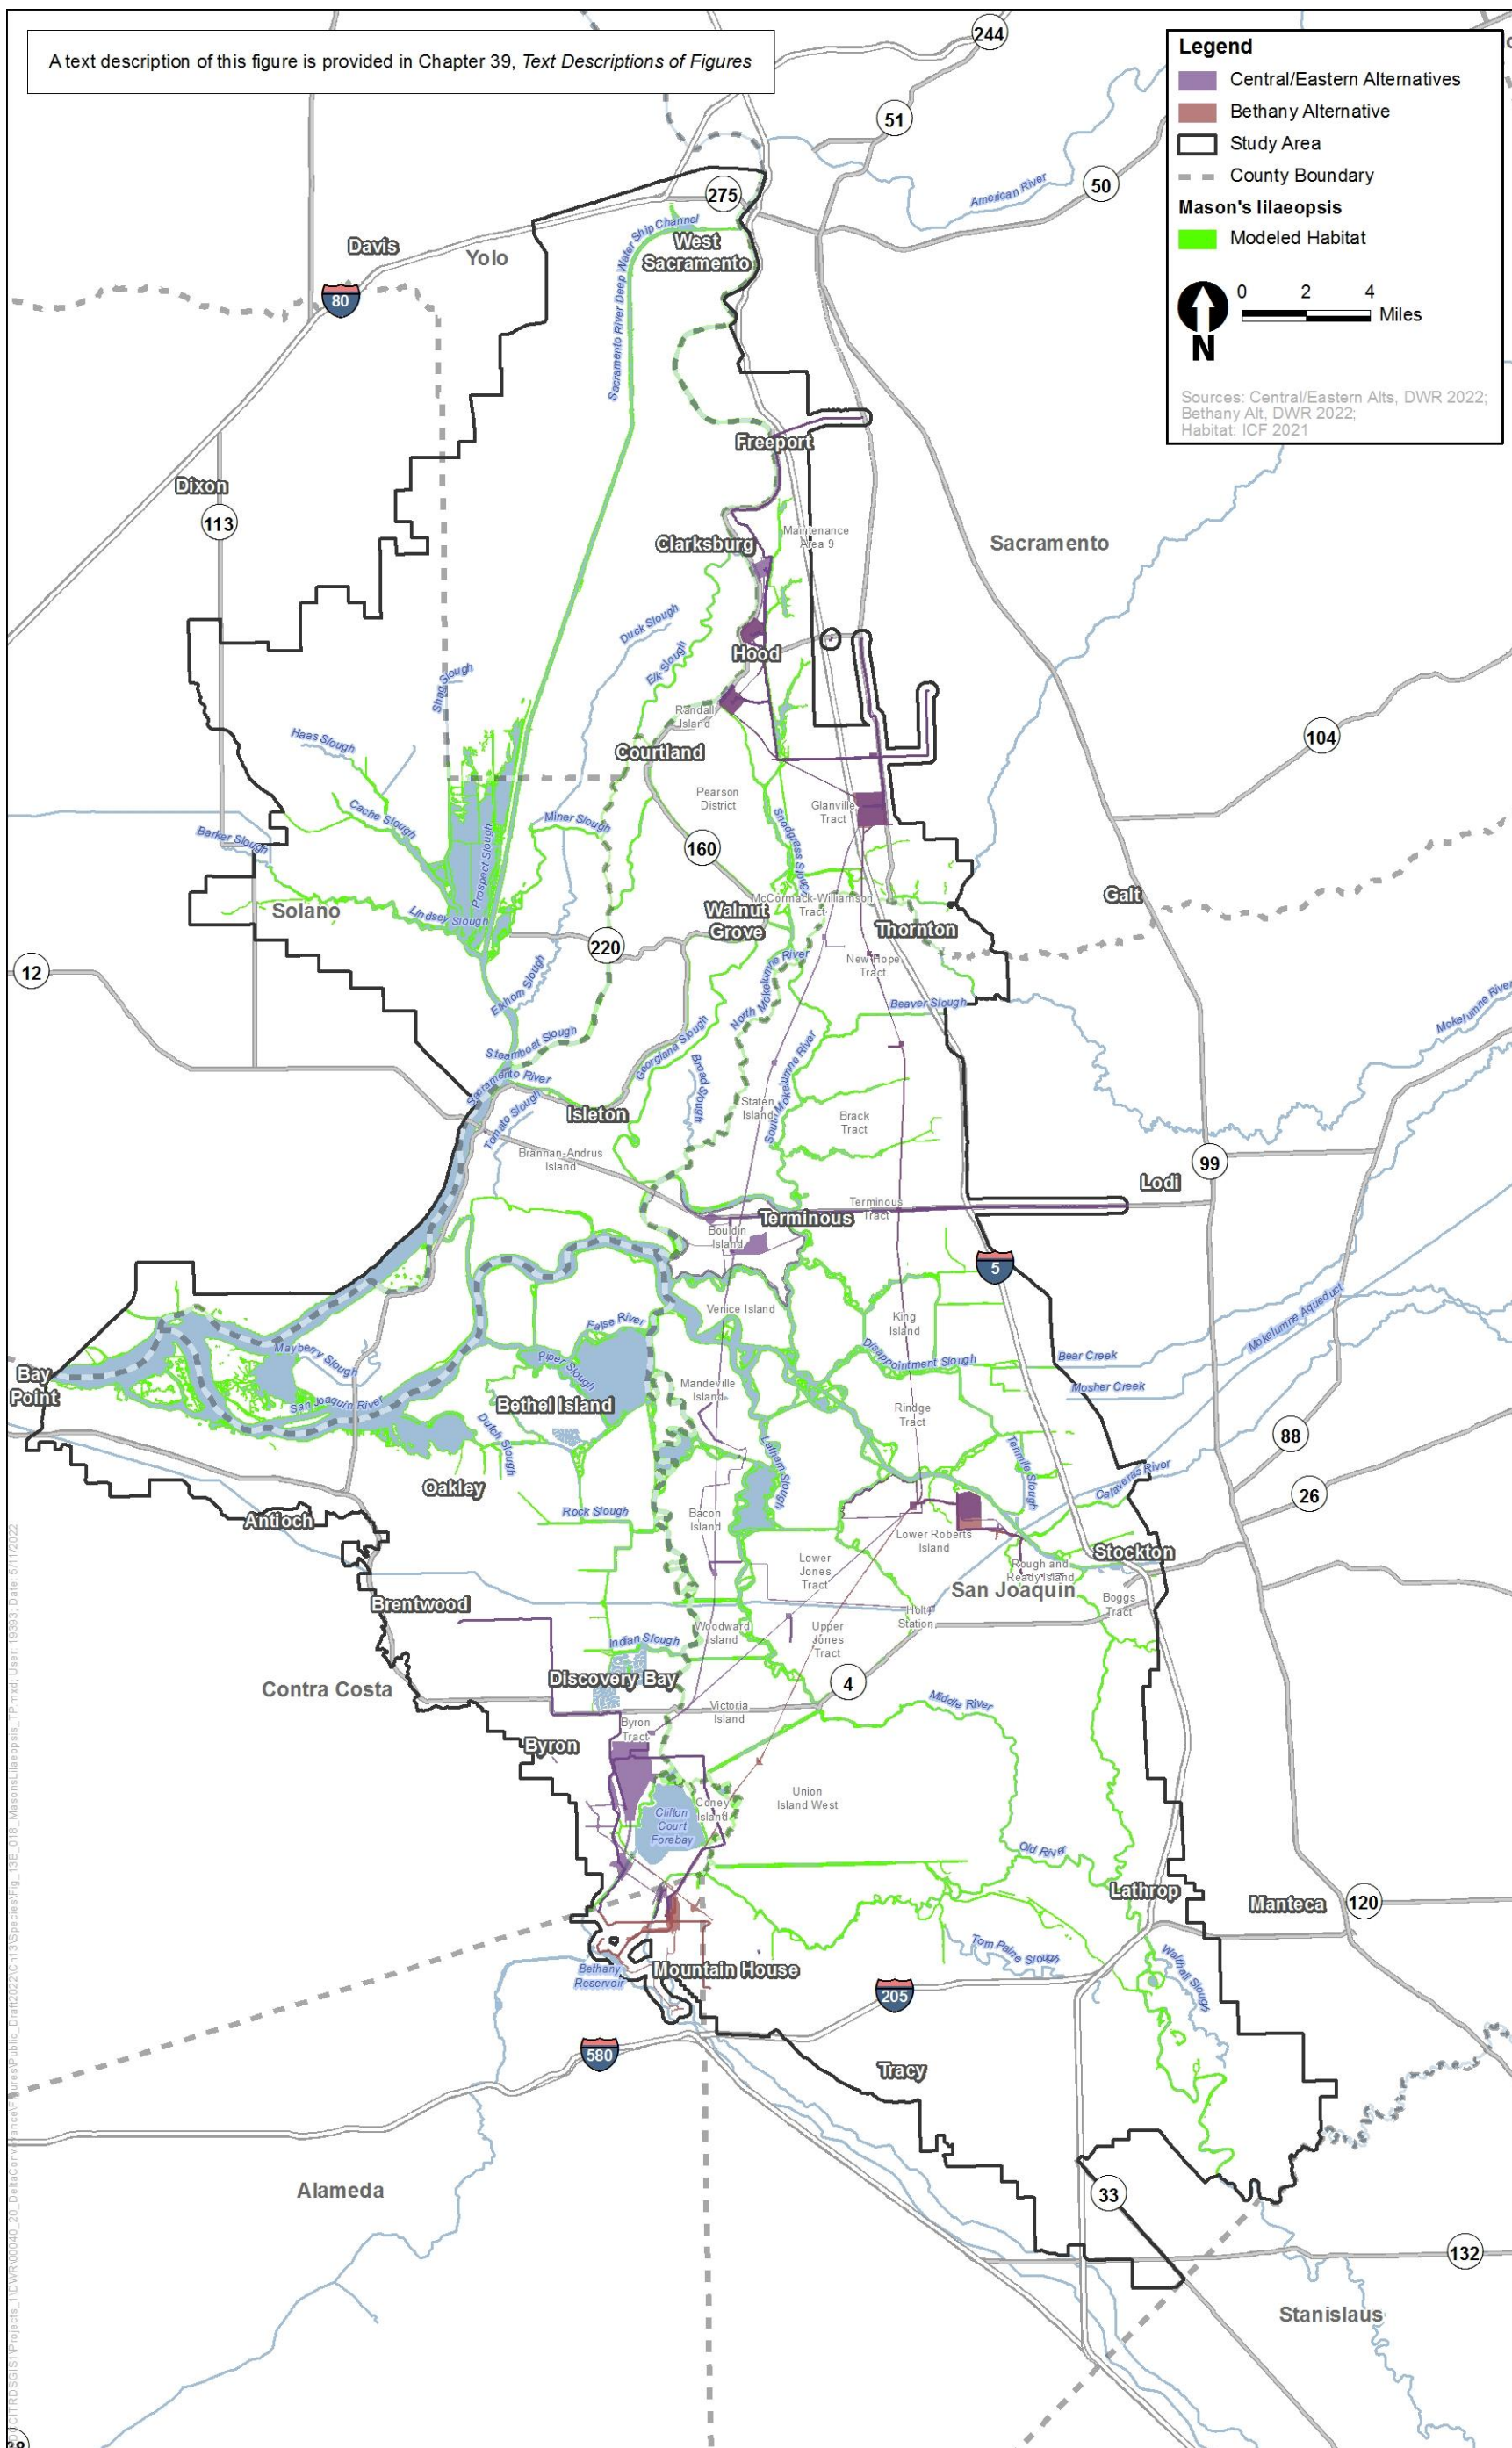 A text description of this figure is provided in Chapter 39, Text Descriptions of Figures
Legend
Central/Eastern Alternatives
Bethany Alternative
Study Area
County Boundary
Mason's lilaeopsis
Modeled Habitat
0 2 4
Miles
N
Sources: Central/Eastern Alts, DWR 2022;
Bethany Alt, DWR 2022;
Habitat: ICF 2021
244
51
50
American River
275
Sacramento River Deep Water Ship Channel
West
Sacramento
Davis
Yolo
80
Freeport
Dixon
113
Clarksburg
Maintenance
Area 9
Sacramento
Duck Slough
Elk Slough
Hood
Shag Slough
Randall
Island
Haas Slough
Courtland
104
Cache Slough
Pearson
District
Glanville
Tract
Snodgrass Slough
Miner Slough
Barker Slough
Prospect Slough
160
McCormack-Williamson
Tract
Galt
Solano
Lindsey Slough
Walnut
Grove
Thornton
220
12
New Hope
Tract
North Mokelumne River
Elkhorn Slough
Beaver Slough
Mokelumne River
Steamboat Slough
Georgiana Slough
Broad Slough
South Mokelumne River
Sacramento River
Tomato Slough
Isleton
Staten
Island
Brack
Tract
Brannan-Andrus
Island
99
Lodi
Terminous
Tract
Terminous
Bouldin
Island
5
Venice Island
King
Island
Mokelumne Aqueduct
False River
Disappointment Slough
Bear Creek
Mayberry Slough
Piper Slough
Bay
Point
Mosher Creek
Mandeville
Island
San Joaquin River
Bethel Island
Rindge
Tract
88
Dutch Slough
Latham Slough
Tenmile Slough
Calaveras River
Oakley
26
Antioch
Rock Slough
Bacon
Island
Lower Roberts
Island
Stockton
Lower
Jones
Tract
Rough and
Ready Island
San Joaquin
Brentwood
Boggs
Tract
Holt
Station
Woodward
Island
Upper
Jones
Tract
Indian Slough
Discovery Bay
4
Contra Costa
Victoria
Island
Middle River
Byron
Tract
Byron
Union
Island West
Coney
Island
Clifton
Court
Forebay
Old River
Lathrop
Manteca
120
Tom Paine Slough
Walthall Slough
Bethany
Reservoir
Mountain House
205
580
Tracy
Alameda
33
132
Stanislaus